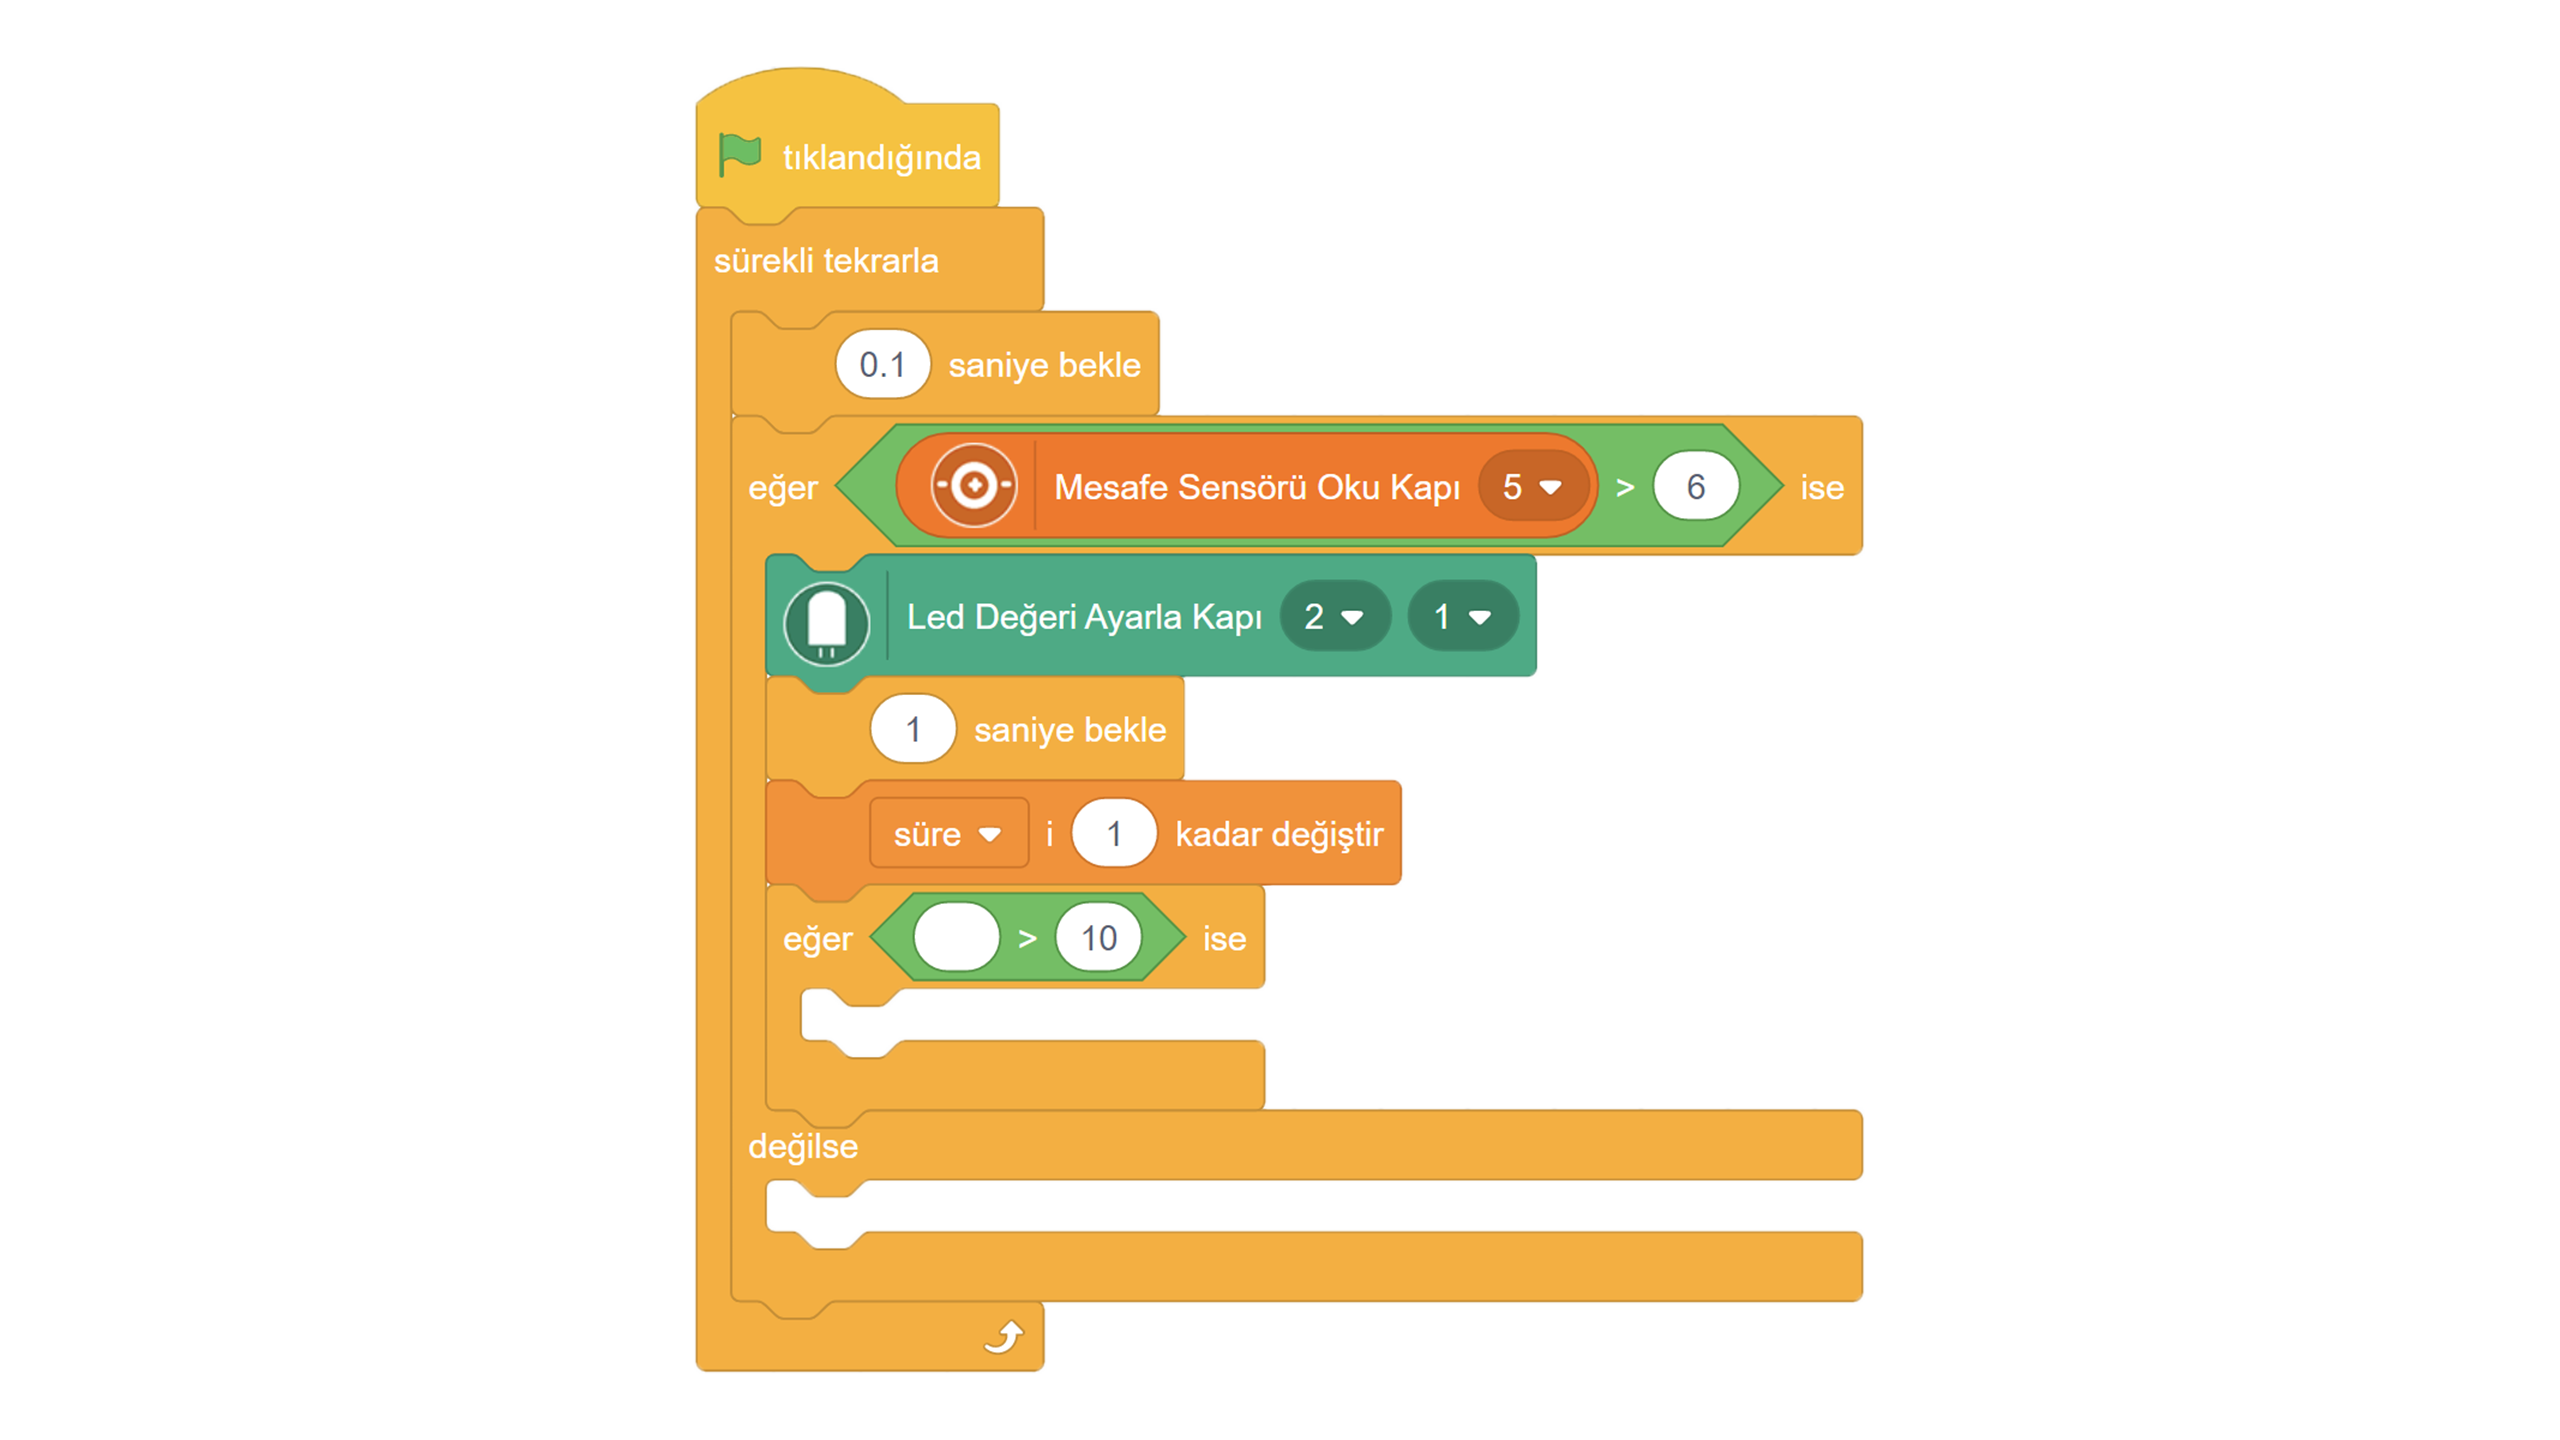 tıklandığında
sürekli tekrarla
0.1 saniye bekle
eğer Mesafe Sensörü Oku Kapı 5 > 6 ise
Led Değeri Ayarla Kapı 2 1
1 saniye bekle
süre i 1 kadar değiştir
eğer > 10 ise
değilse